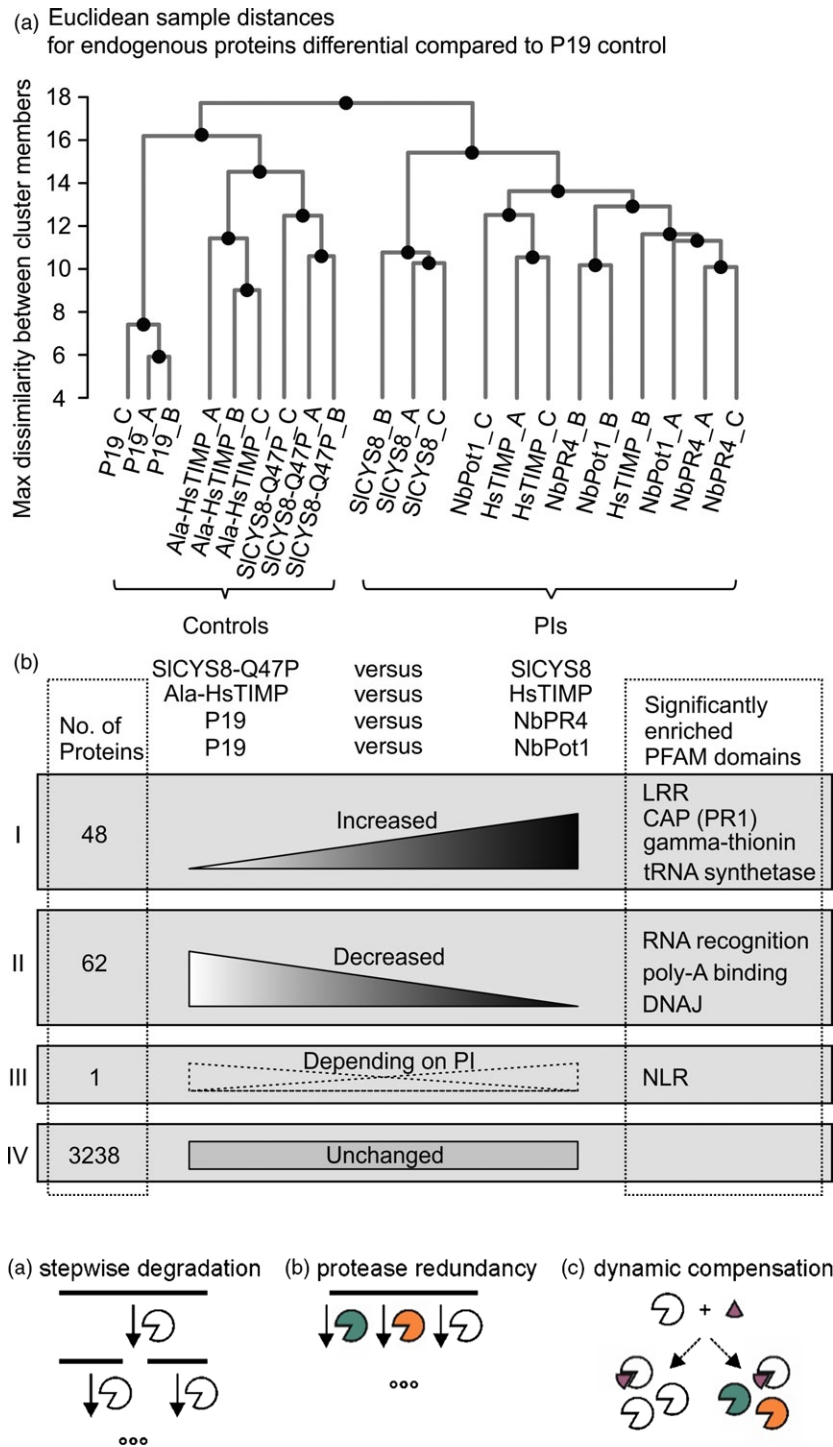 (a) Euclidean sample distances
for endogenous proteins differential compared to P19 control
Max dissimilarity between cluster members
18
16
14
12
10
8
6
4
P19_C
P19_A
P19_B
Ala-HsTIMP_A
Ala-HsTIMP_B
Ala-HsTIMP_C
SlCYS8-Q47P_C
SlCYS8-Q47P_A
SlCYS8-Q47P_B
SlCYS8_B
SlCYS8_A
SlCYS8_C
NbPot1_C
HsTIMP_A
HsTIMP_C
NbPR4_B
NbPot1_B
HsTIMP_B
NbPot1_A
NbPR4_A
NbPR4_C
Controls
PIs
(b)
No. of
Proteins
SlCYS8-Q47P versus SlCYS8
Ala-HsTIMP versus HsTIMP
P19 versus NbPR4
P19 versus NbPot1
Significantly
enriched
PFAM domains
I
48
Increased
LRR
CAP (PR1)
gamma-thionin
tRNA synthetase
II
62
Decreased
RNA recognition
poly-A binding
DNAJ
III
1
Depending on PI
NLR
IV
3238
Unchanged
(a) stepwise degradation
(b) protease redundancy
(c) dynamic compensation
+